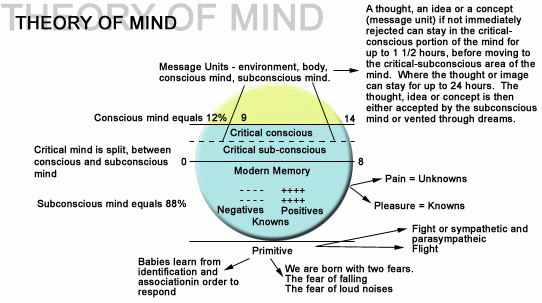 THEORY OF MIND
THEORY OF MIND
A thought, an idea or a concept
(message unit) if not immediately
rejected can stay in the critical-
conscious portion of the mind for
up to 1 1/2 hours, before moving to
the critical-subconscious area of the
mind. Where the thought or image
can stay for up to 24 hours. The
thought, idea or concept is then
either accepted by the subconscious
mind or vented through dreams.
Message Units - environment, body,
conscious mind, subconscious mind.
Conscious mind equals 12% 9 14
Critical conscious
Critical mind is split, between
conscious and subconscious
mind
Critical sub-conscious
0 8
Modern Memory
---- ++++
---- ++++
Negatives Positives
Knowns
Pain = Unknowns
Pleasure = Knowns
Subconscious mind equals 88%
Primitive
Fight or sympathetic and
parasympatheic
Flight
Babies learn from
identification and
associationin order to
respond
We are born with two fears.
The fear of falling
The fear of loud noises